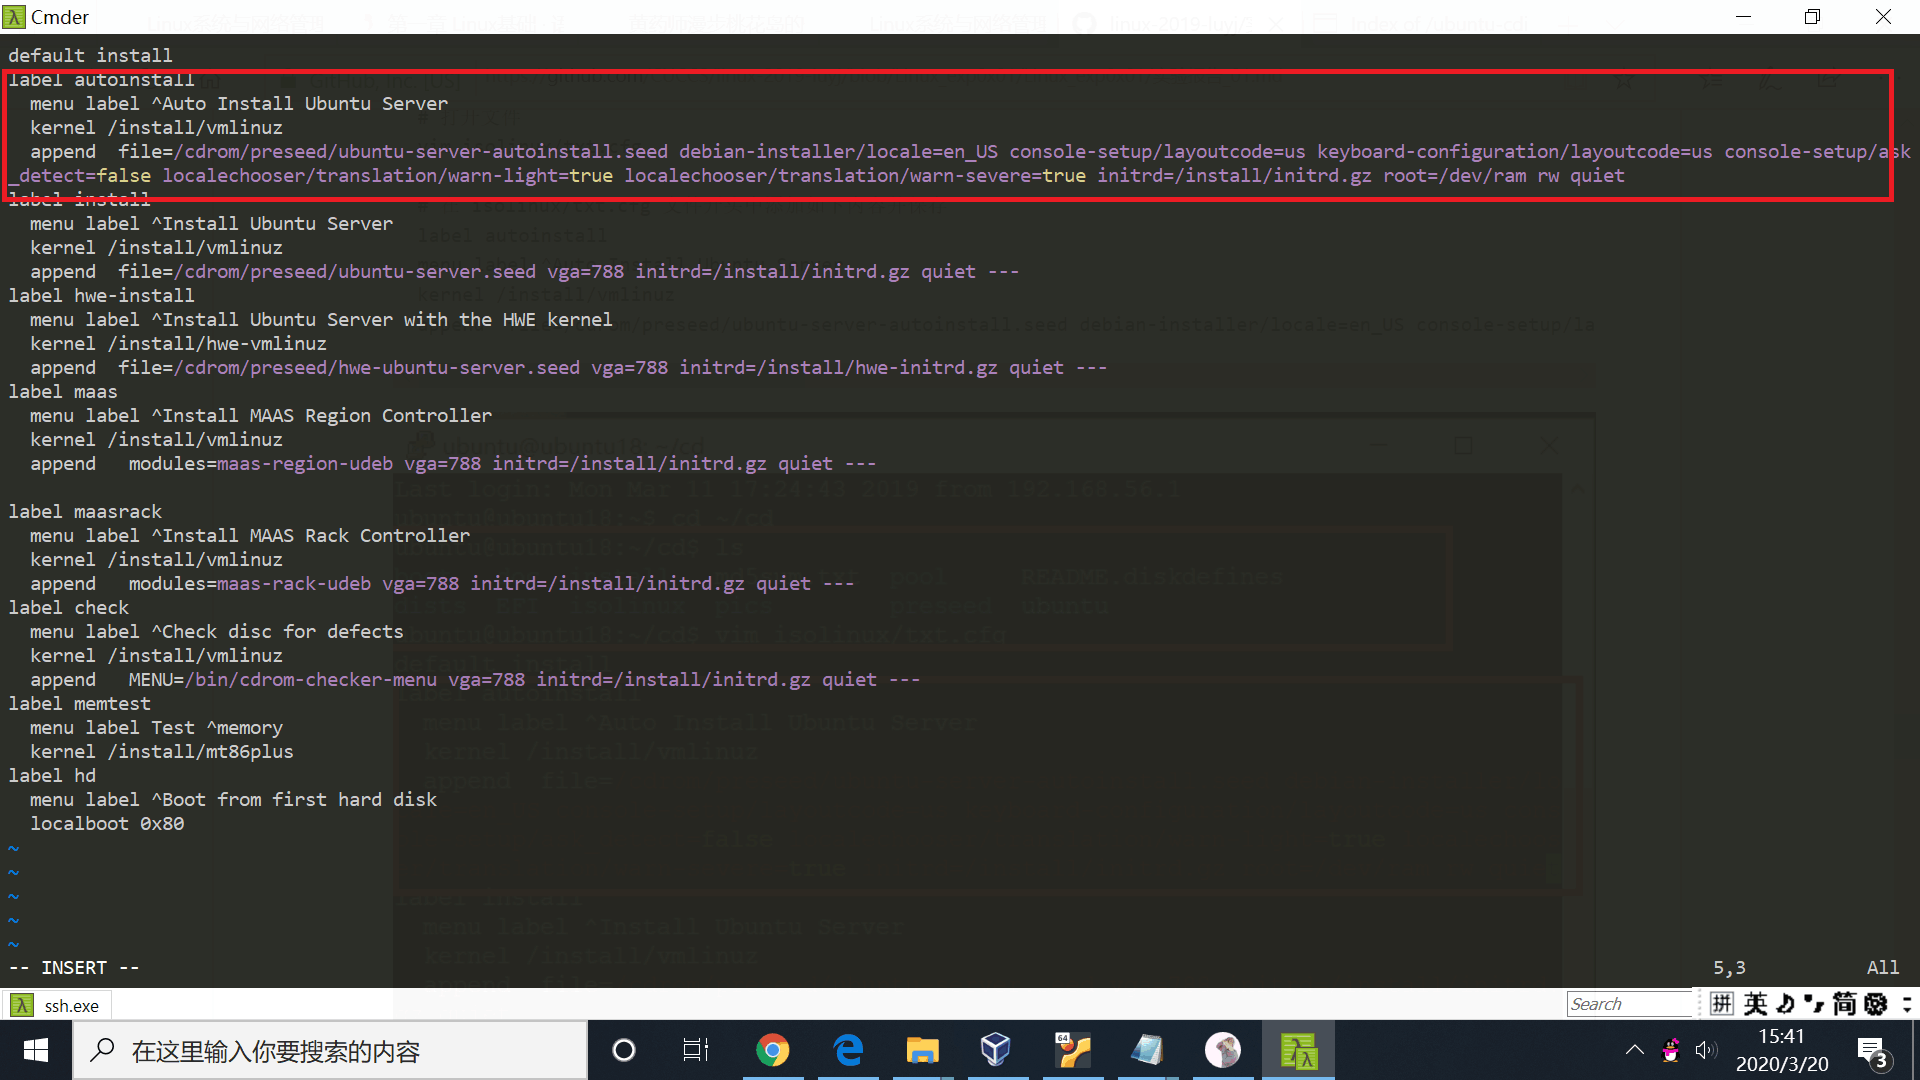 Cmder
default install
label autoinstall
  menu label ^Auto Install Ubuntu Server
  kernel /install/vmlinuz
  append  file=/cdrom/preseed/ubuntu-server-autoinstall.seed debian-installer/locale=en_US console-setup/layoutcode=us keyboard-configuration/layoutcode=us console-setup/ask
_detect=false localechooser/translation/warn-light=true localechooser/translation/warn-severe=true initrd=/install/initrd.gz root=/dev/ram rw quiet
label install
  menu label ^Install Ubuntu Server
  kernel /install/vmlinuz
  append  file=/cdrom/preseed/ubuntu-server.seed vga=788 initrd=/install/initrd.gz quiet ---
label hwe-install
  menu label ^Install Ubuntu Server with the HWE kernel
  kernel /install/hwe-vmlinuz
  append  file=/cdrom/preseed/hwe-ubuntu-server.seed vga=788 initrd=/install/hwe-initrd.gz quiet ---
label maas
  menu label ^Install MAAS Region Controller
  kernel /install/vmlinuz
  append   modules=maas-region-udeb vga=788 initrd=/install/initrd.gz quiet ---
label maasrack
  menu label ^Install MAAS Rack Controller
  kernel /install/vmlinuz
  append   modules=maas-rack-udeb vga=788 initrd=/install/initrd.gz quiet ---
label check
  menu label ^Check disc for defects
  kernel /install/vmlinuz
  append   MENU=/bin/cdrom-checker-menu vga=788 initrd=/install/initrd.gz quiet ---
label memtest
  menu label Test ^memory
  kernel /install/mt86plus
label hd
  menu label ^Boot from first hard disk
  localboot 0x80
~
~
~
~
~
-- INSERT -- 5,3 All
ssh.exe Search 拼 英 简
在这里输入你要搜索的内容 64 15:41
2020/3/20 3